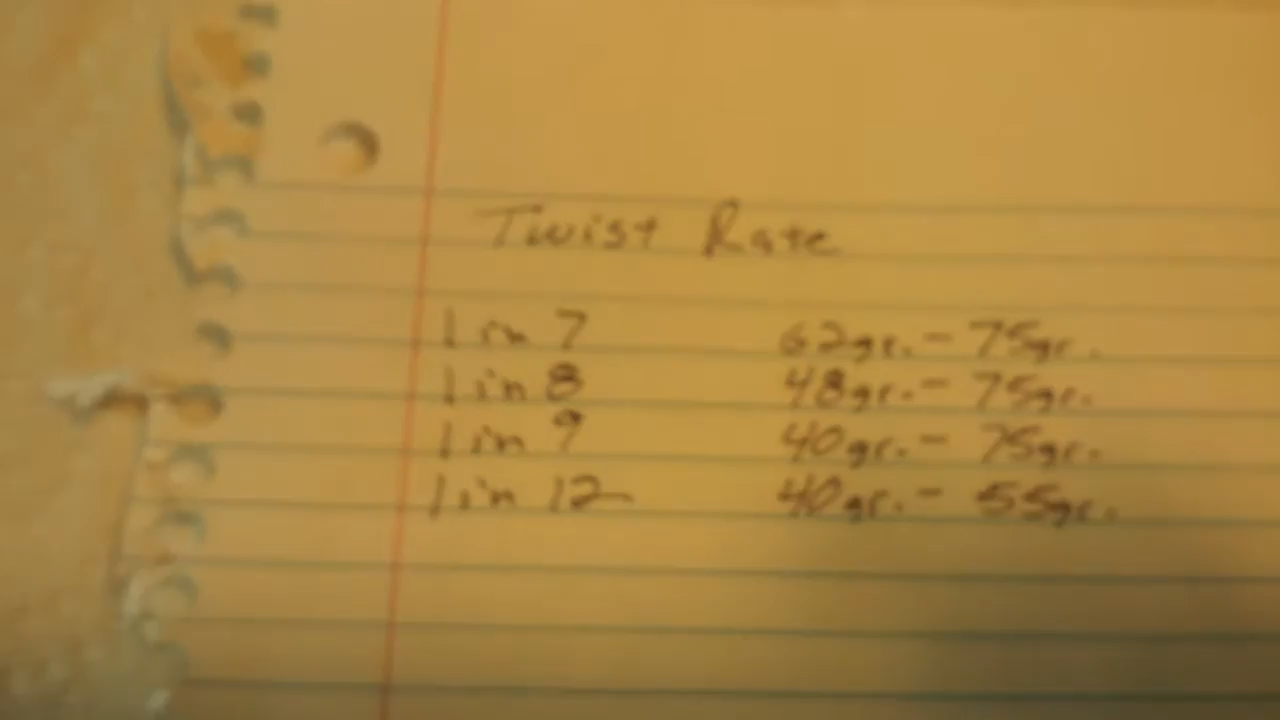 Twist Rate
1 in 7 62gr. - 75gr.
1 in 8 48gr. - 75gr.
1 in 9 40gr. - 75gr.
1 in 12 40gr. - 55gr.